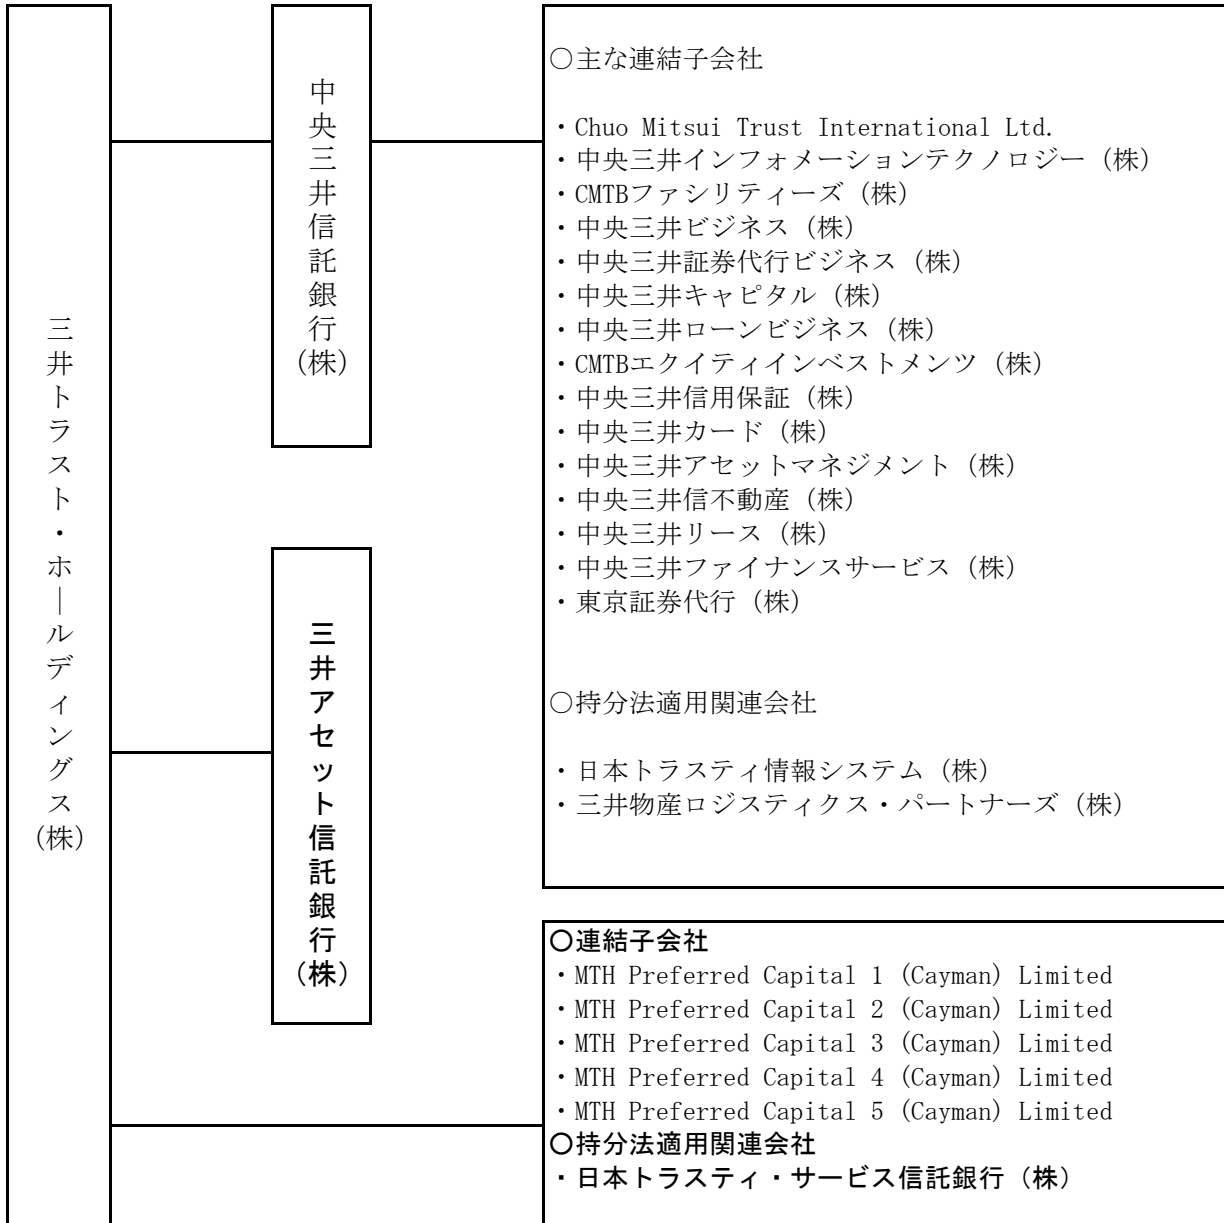 三井トラスト・ホールディングス（株）
中央三井信託銀行（株）
三井アセット信託銀行（株）
○主な連結子会社
・Chuo Mitsui Trust International Ltd.
・中央三井インフォメーションテクノロジー（株）
・CMTBファシリティーズ（株）
・中央三井ビジネス（株）
・中央三井証券代行ビジネス（株）
・中央三井キャピタル（株）
・中央三井ローンビジネス（株）
・CMTBエクイティインベストメンツ（株）
・中央三井信用保証（株）
・中央三井カード（株）
・中央三井アセットマネジメント（株）
・中央三井信不動産（株）
・中央三井リース（株）
・中央三井ファイナンスサービス（株）
・東京証券代行（株）
○持分法適用関連会社
・日本トラスティ情報システム（株）
・三井物産ロジスティクス・パートナーズ（株）
○連結子会社
・MTH Preferred Capital 1 (Cayman) Limited
・MTH Preferred Capital 2 (Cayman) Limited
・MTH Preferred Capital 3 (Cayman) Limited
・MTH Preferred Capital 4 (Cayman) Limited
・MTH Preferred Capital 5 (Cayman) Limited
○持分法適用関連会社
・日本トラスティ・サービス信託銀行（株）